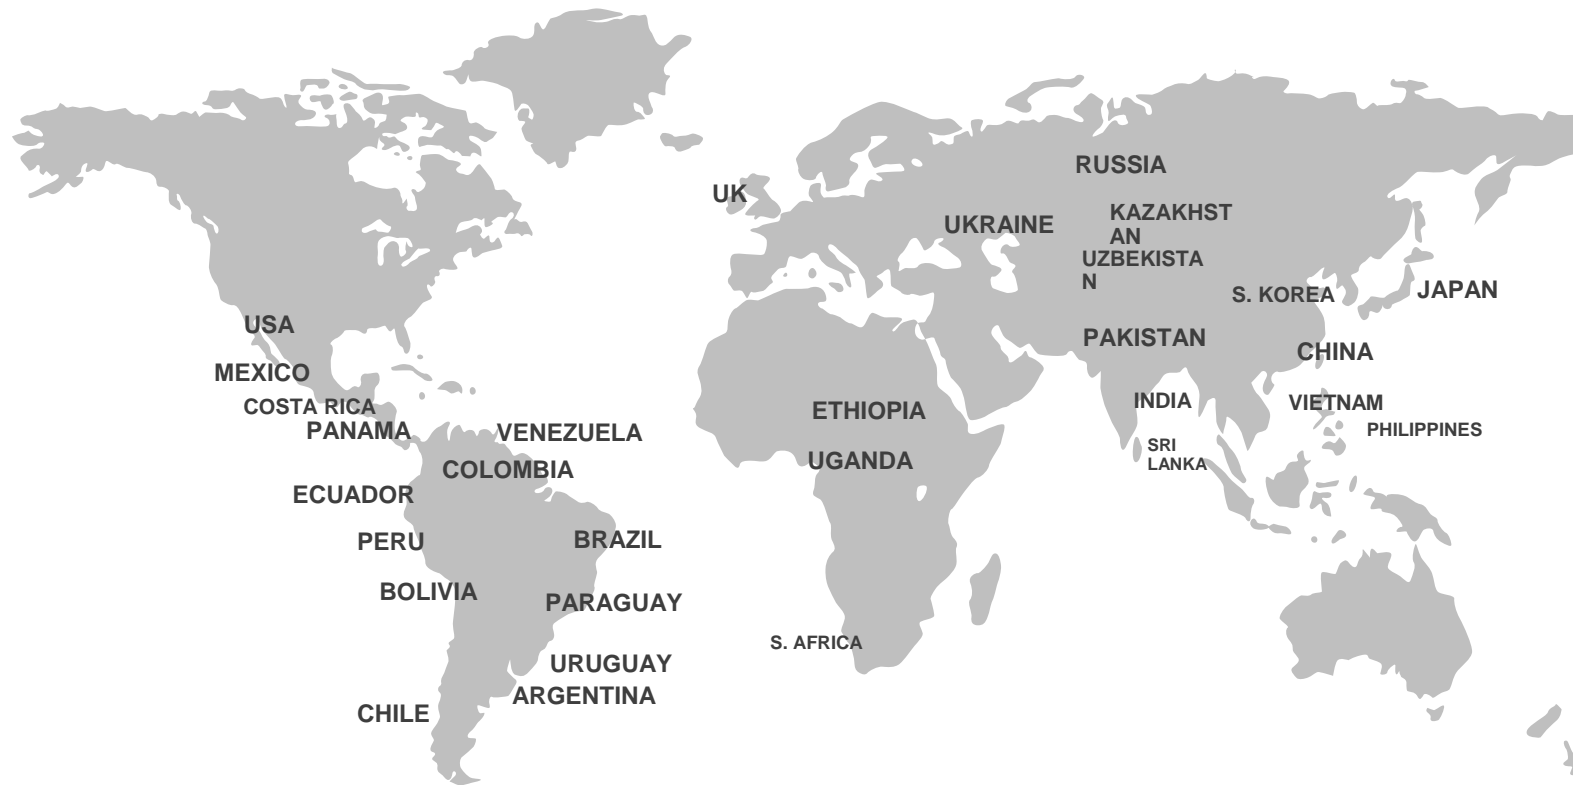 RUSSIA
UK
KAZAKHST
AN
UKRAINE
UZBEKISTA
N
S. KOREA
JAPAN
USA
PAKISTAN
CHINA
MEXICO
INDIA
VIETNAM
COSTA RICA
ETHIOPIA
PANAMA
VENEZUELA
PHILIPPINES
SRI
LANKA
UGANDA
COLOMBIA
ECUADOR
PERU
BRAZIL
BOLIVIA
PARAGUAY
S. AFRICA
URUGUAY
ARGENTINA
CHILE